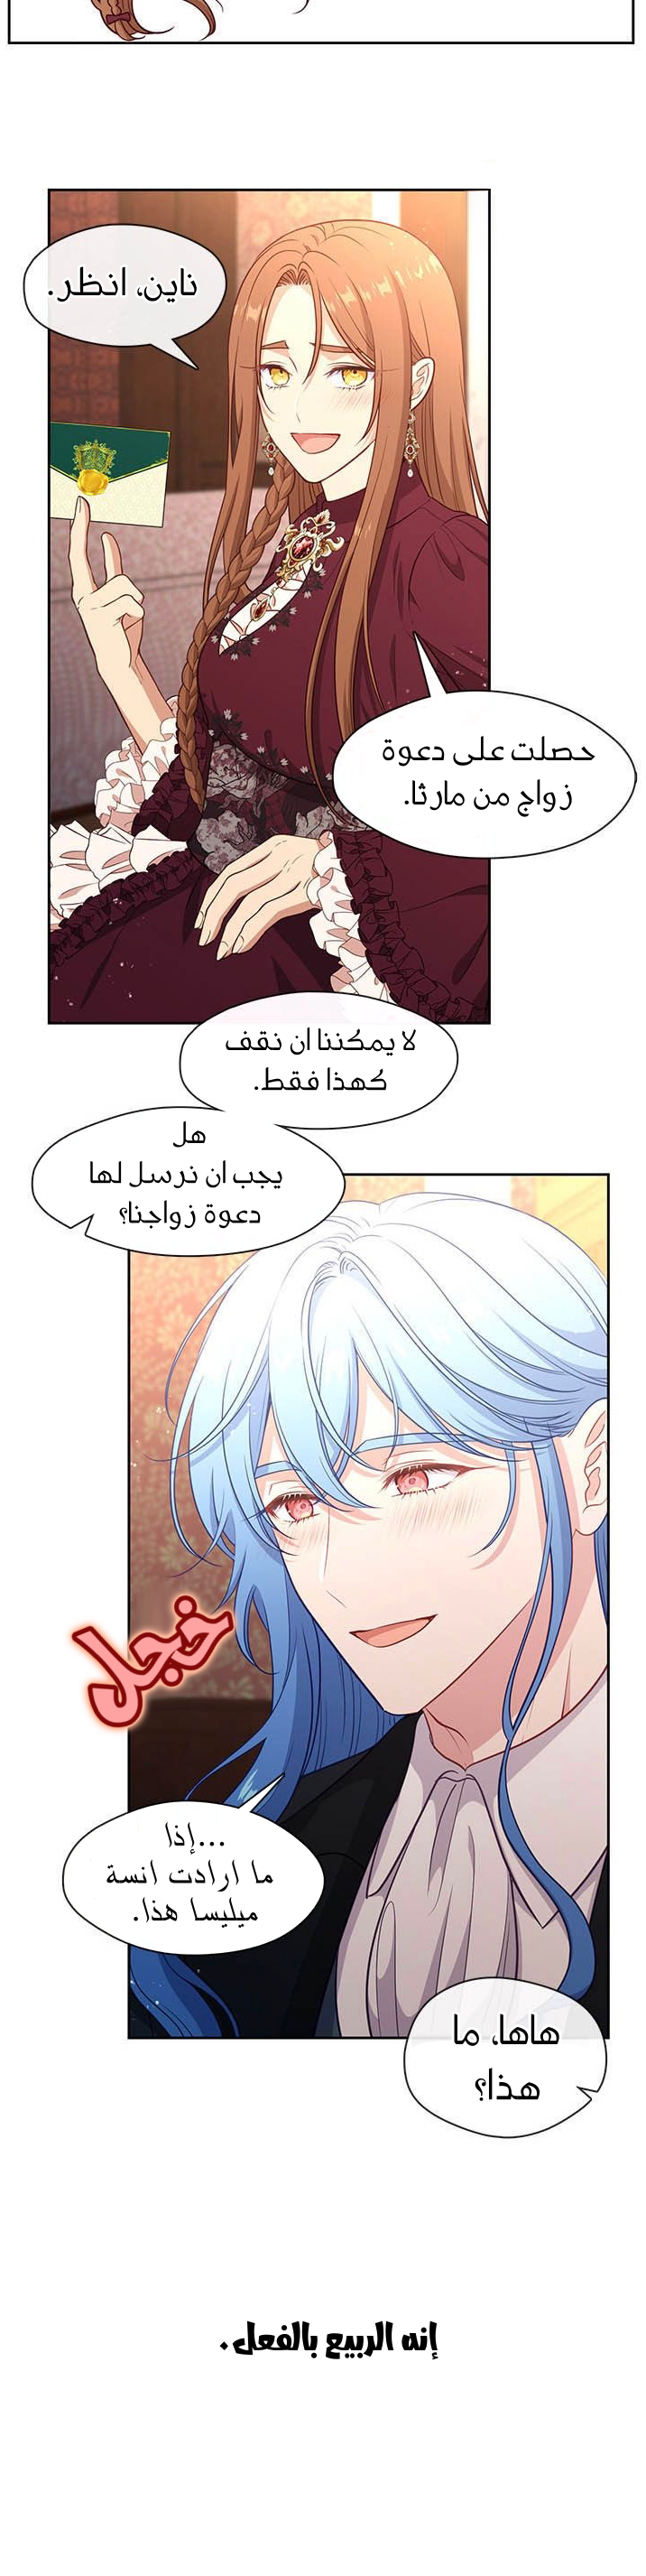 ناين، انظر.
حصلت على دعوة
زواج من مارثا.
لا يمكننا ان نقف
كهذا فقط.
هل
يجب ان نرسل لها
دعوة زواجنا؟
خجل
...إذا
ما ارادت انسة
ميليسا هذا.
هاها، ما
هذا؟
إنه الربيع بالفعل.